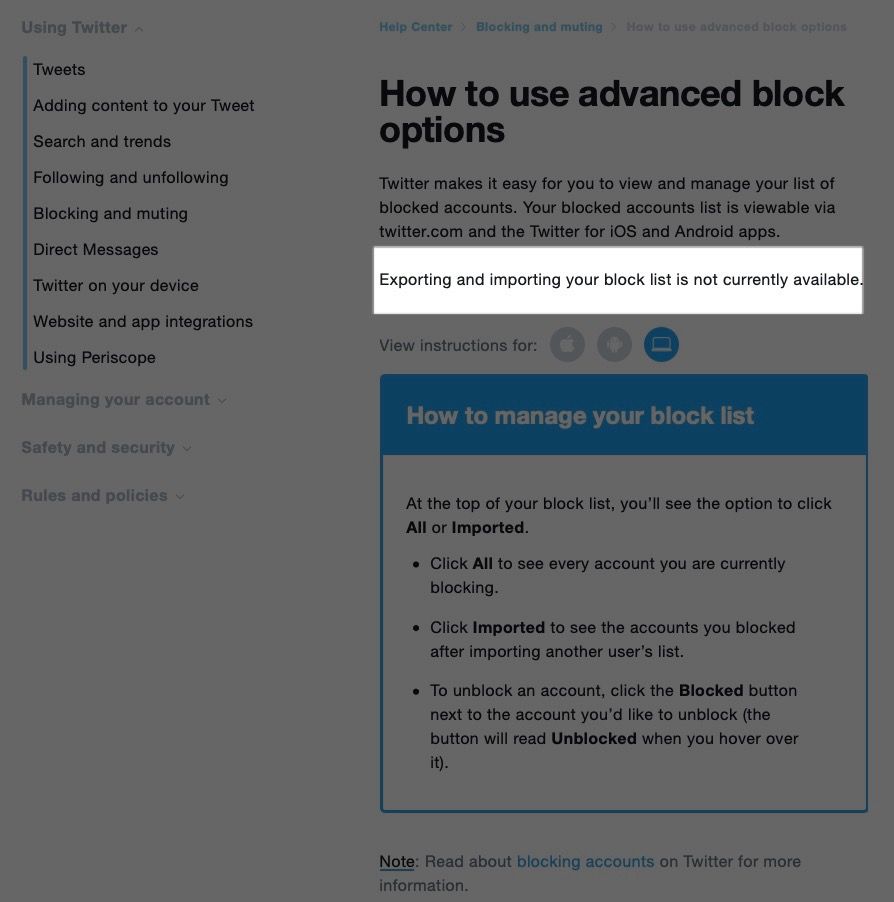 Using Twitter
Tweets
Adding content to your Tweet
Search and trends
Following and unfollowing
Blocking and muting
Direct Messages
Twitter on your device
Website and app integrations
Using Periscope
Managing your account
Safety and security
Rules and policies
Help Center > Blocking and muting > How to use advanced block options
How to use advanced block
options
Twitter makes it easy for you to view and manage your list of
blocked accounts. Your blocked accounts list is viewable via
twitter.com and the Twitter for iOS and Android apps.
Exporting and importing your block list is not currently available.
View instructions for:
How to manage your block list
At the top of your block list, you’ll see the option to click
All or Imported.
• Click All to see every account you are currently
blocking.
• Click Imported to see the accounts you blocked
after importing another user’s list.
• To unblock an account, click the Blocked button
next to the account you’d like to unblock (the
button will read Unblocked when you hover over
it).
Note: Read about blocking accounts on Twitter for more
information.